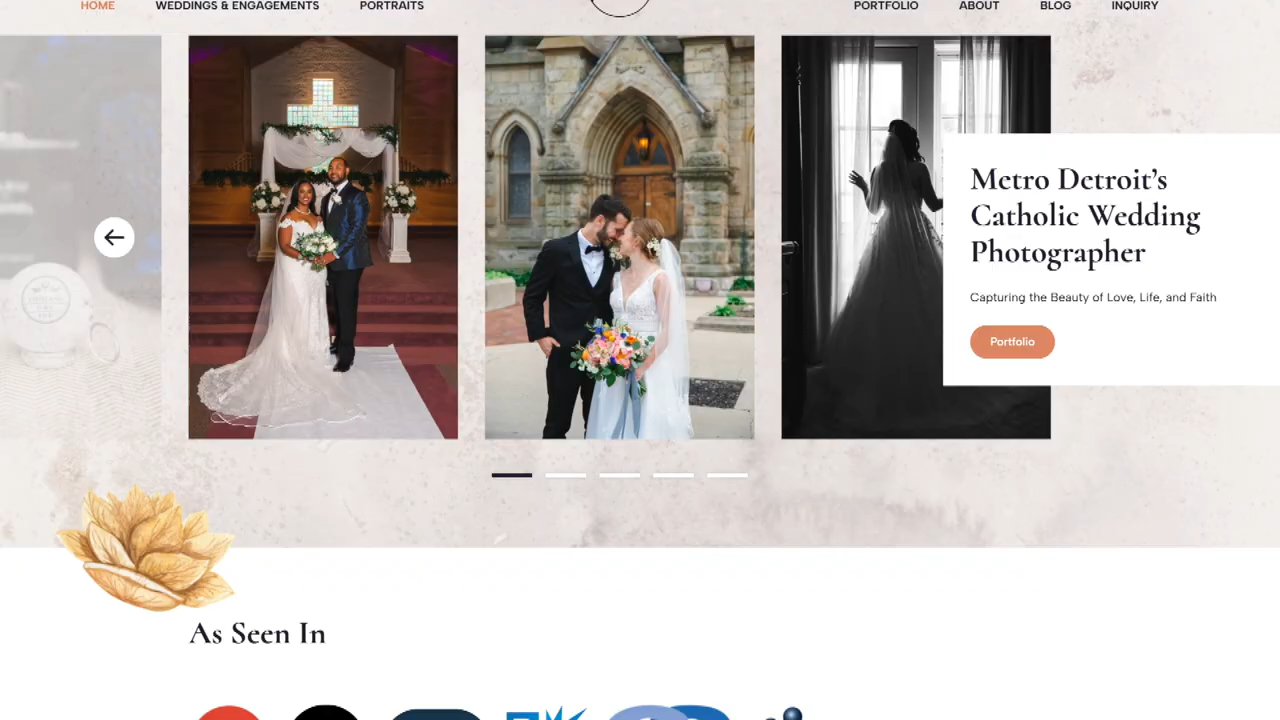 HOME
WEDDINGS & ENGAGEMENTS
PORTRAITS
PORTFOLIO
ABOUT
BLOG
INQUIRY
Metro Detroit’s
Catholic Wedding
Photographer
Capturing the Beauty of Love, Life, and Faith
Portfolio
As Seen In